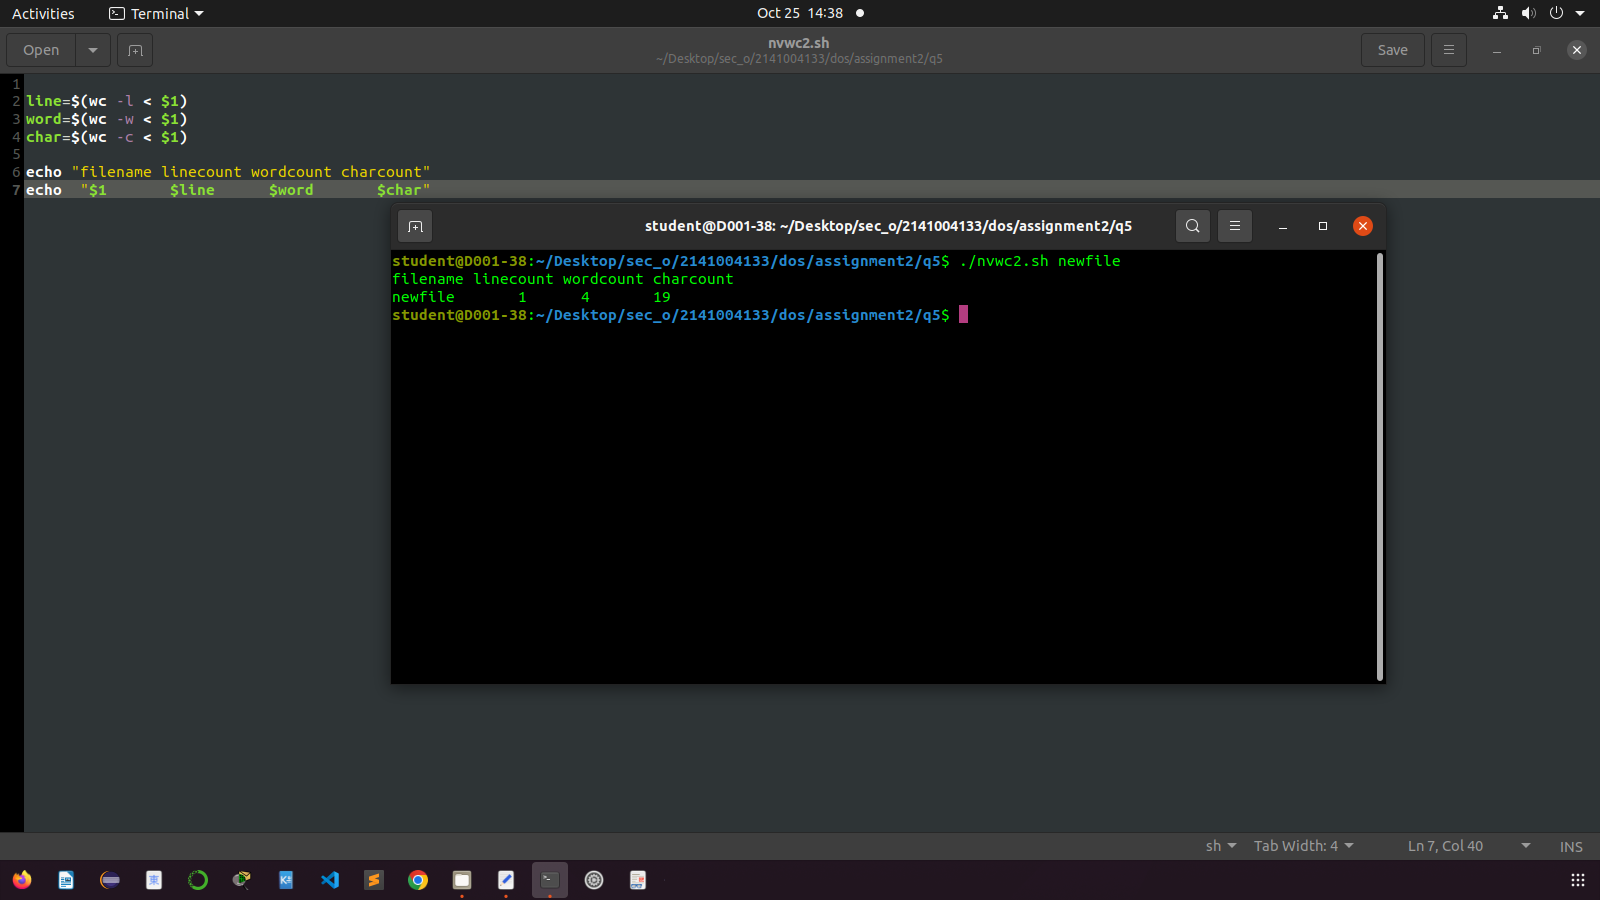 Activities Terminal Oct 25 14:38
Open nvwc2.sh Save
~/Desktop/sec_o/2141004133/dos/assignment2/q5
1
2 line=$(wc -l < $1)
3 word=$(wc -w < $1)
4 char=$(wc -c < $1)
5
6 echo "filename linecount wordcount charcount"
7 echo  "$1       $line      $word       $char"
student@D001-38: ~/Desktop/sec_o/2141004133/dos/assignment2/q5
student@D001-38:~/Desktop/sec_o/2141004133/dos/assignment2/q5$ ./nvwc2.sh newfile
filename linecount wordcount charcount
newfile       1      4       19
student@D001-38:~/Desktop/sec_o/2141004133/dos/assignment2/q5$
sh Tab Width: 4 Ln 7, Col 40 INS